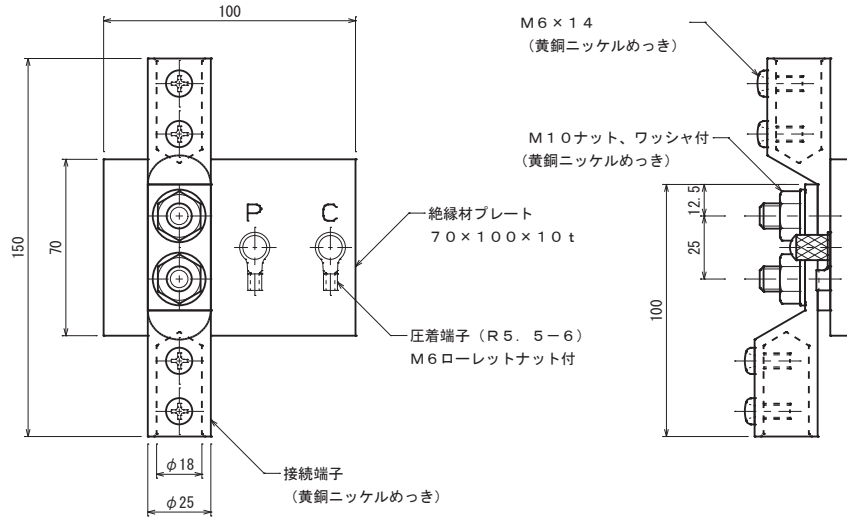 100
M6×14
(黄銅ニッケルめっき)
M10ナット、ワッシャ付
(黄銅ニッケルめっき)
P
C
絶縁材プレート
70×100×10t
150
70
12.5
25
100
圧着端子(R5.5-6)
M6ローレットナット付
φ18
φ25
接続端子
(黄銅ニッケルめっき)